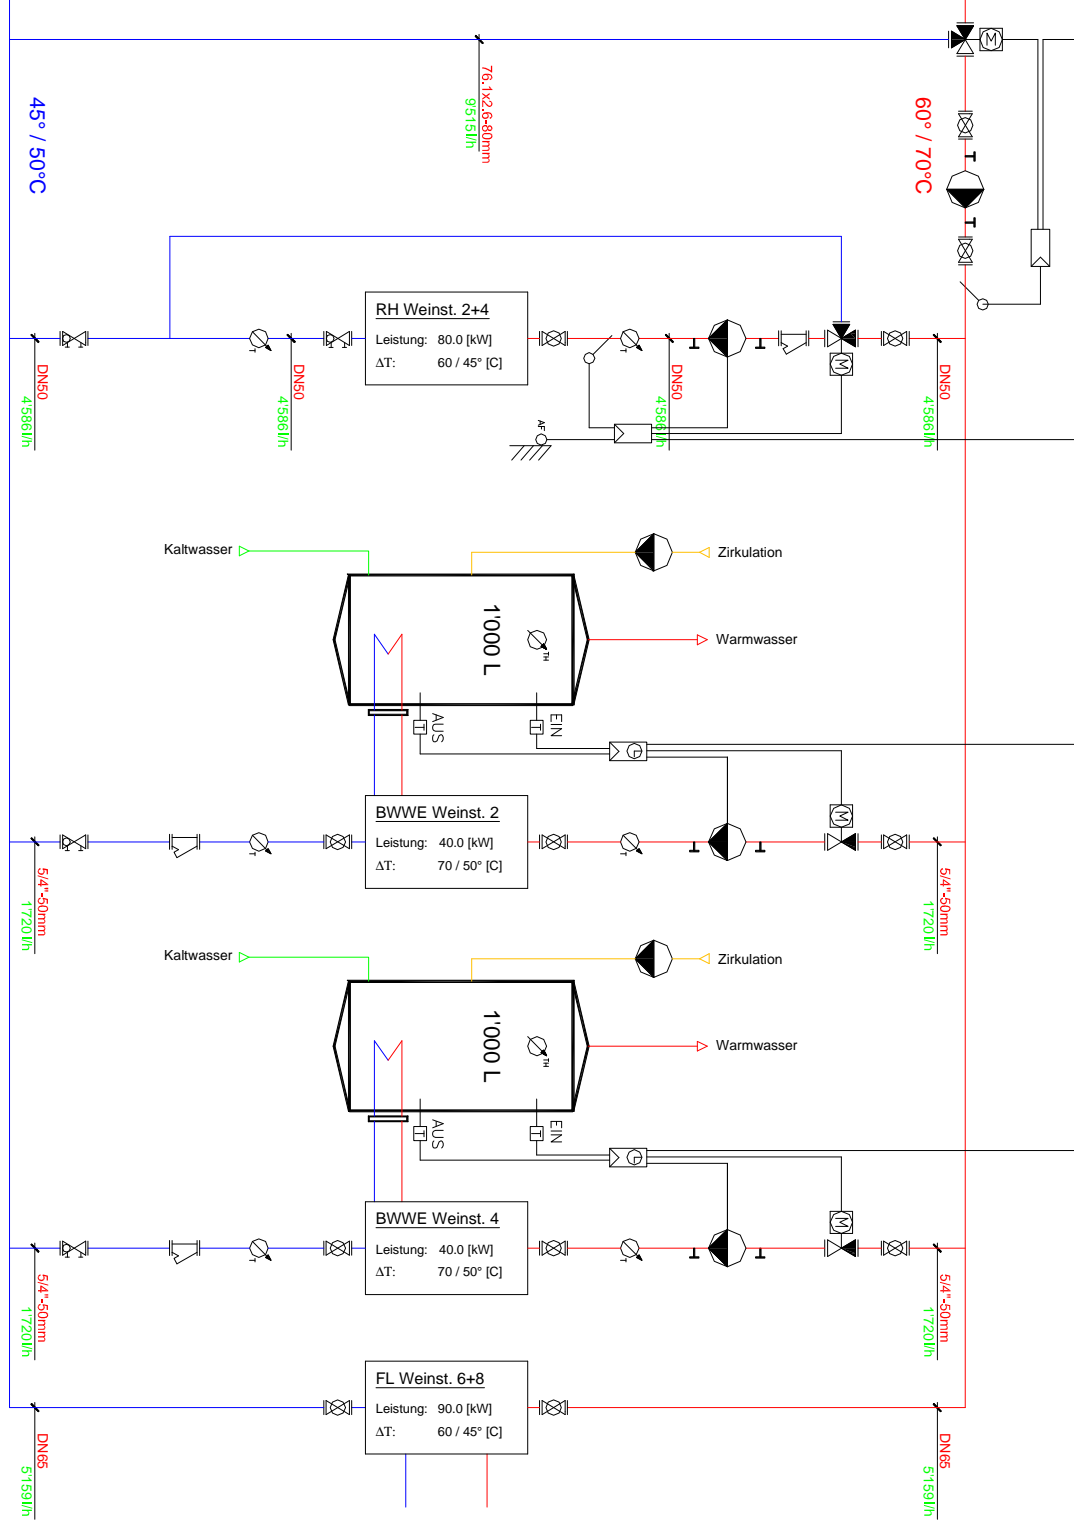 76.1x2.6-80mm
9'515l/h
M
45° / 50°C
60° / 70°C
RH Weinst. 2+4
Leistung: 80.0 [kW]
ΔT: 60 / 45° [C]
T
T
M
DN50
4'586l/h
DN50
4'586l/h
DN50
4'586l/h
DN50
4'586l/h
AF
Kaltwasser
Zirkulation
1'000 L
TH
Warmwasser
AUS
EIN
T
T
M
BWWE Weinst. 2
Leistung: 40.0 [kW]
ΔT: 70 / 50° [C]
T
T
5/4"-50mm
1'720l/h
5/4"-50mm
1'720l/h
Kaltwasser
Zirkulation
1'000 L
TH
Warmwasser
AUS
EIN
T
T
M
BWWE Weinst. 4
Leistung: 40.0 [kW]
ΔT: 70 / 50° [C]
T
T
5/4"-50mm
1'720l/h
5/4"-50mm
1'720l/h
FL Weinst. 6+8
Leistung: 90.0 [kW]
ΔT: 60 / 45° [C]
DN65
5'159l/h
DN65
5'159l/h